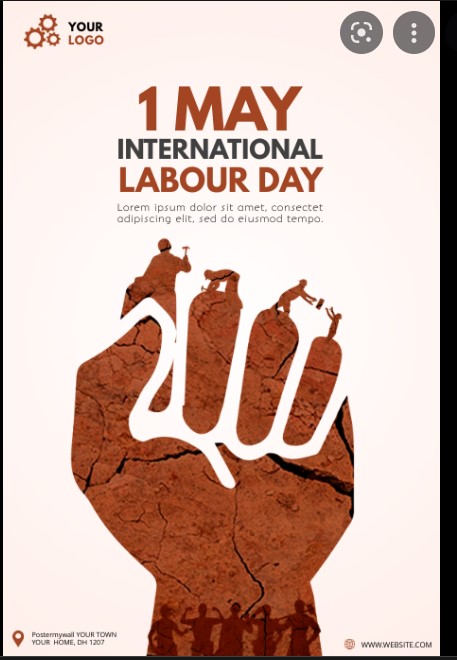 YOUR
LOGO
1 MAY
INTERNATIONAL
LABOUR DAY
Lorem ipsum dolor sit amet, consectet
adipiscing elit, sed do eiusmod tempo.
Postermywall YOUR TOWN
YOUR HOME, DH 1207
WWW.WEBSITE.COM